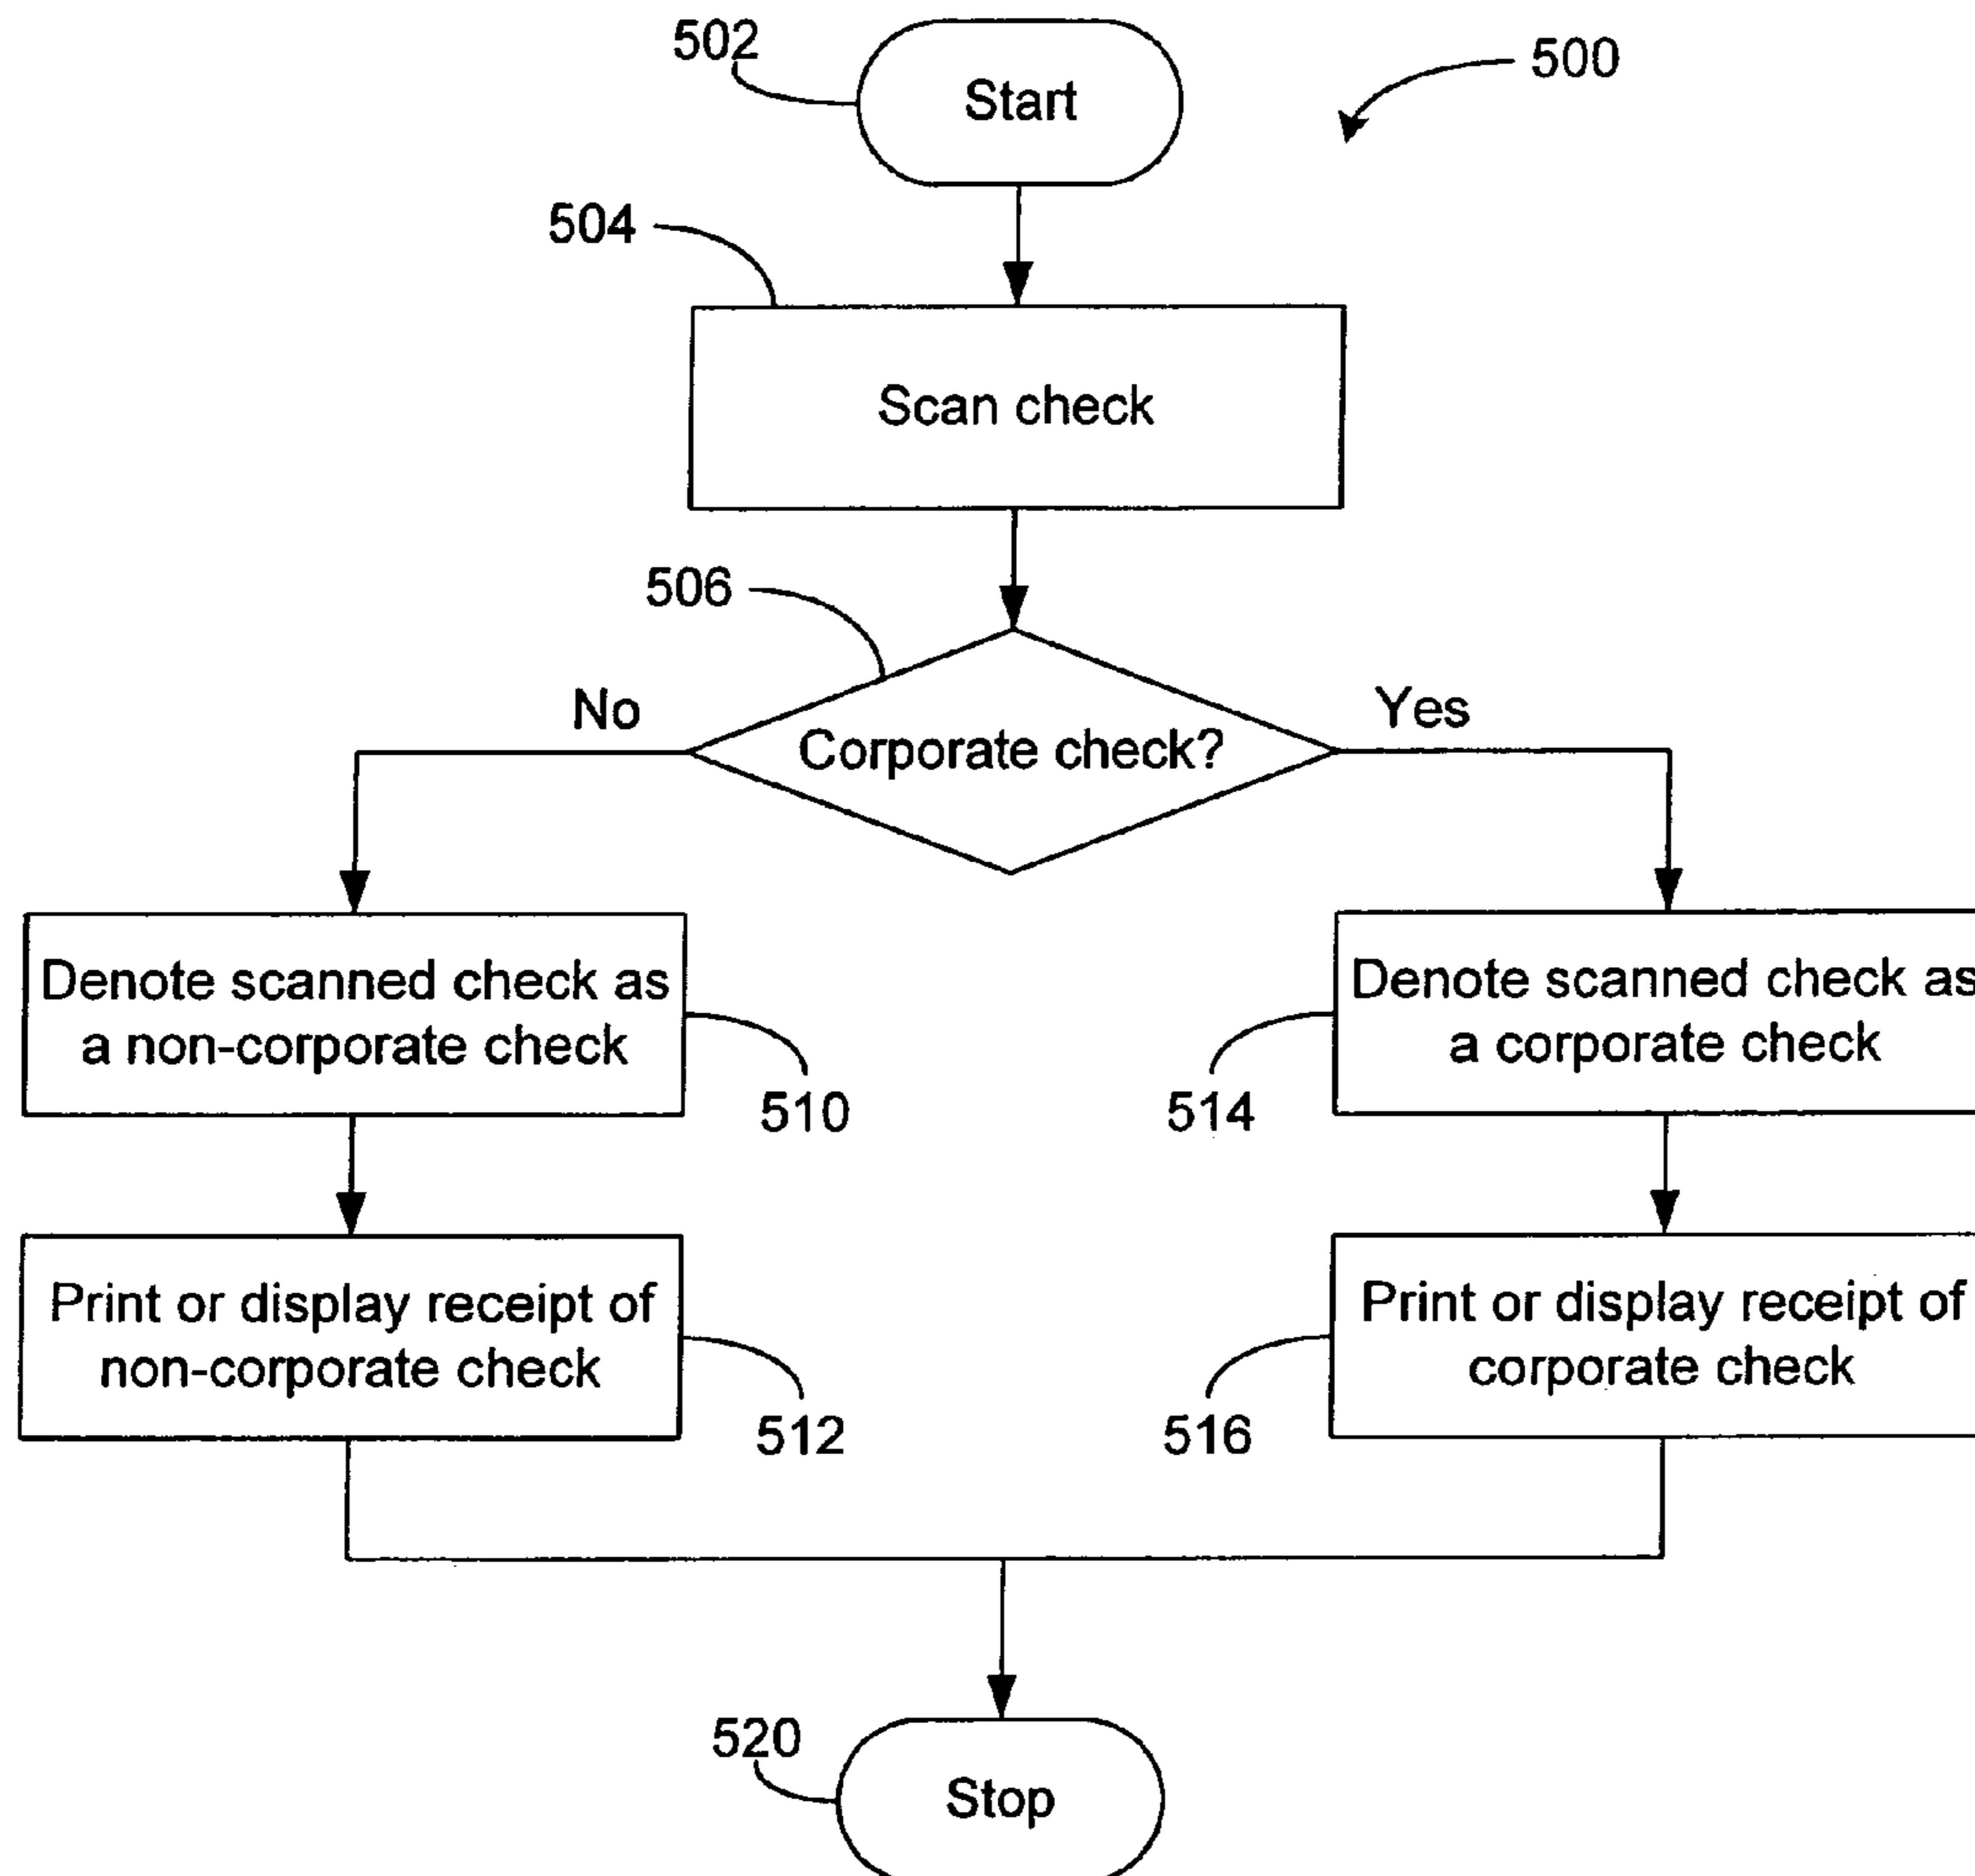 502
Start
500
504
Scan check
506
No
Yes
Corporate check?
Denote scanned check as
a non-corporate check
510
Denote scanned check as
a corporate check
514
Print or display receipt of
non-corporate check
512
Print or display receipt of
corporate check
516
520
Stop